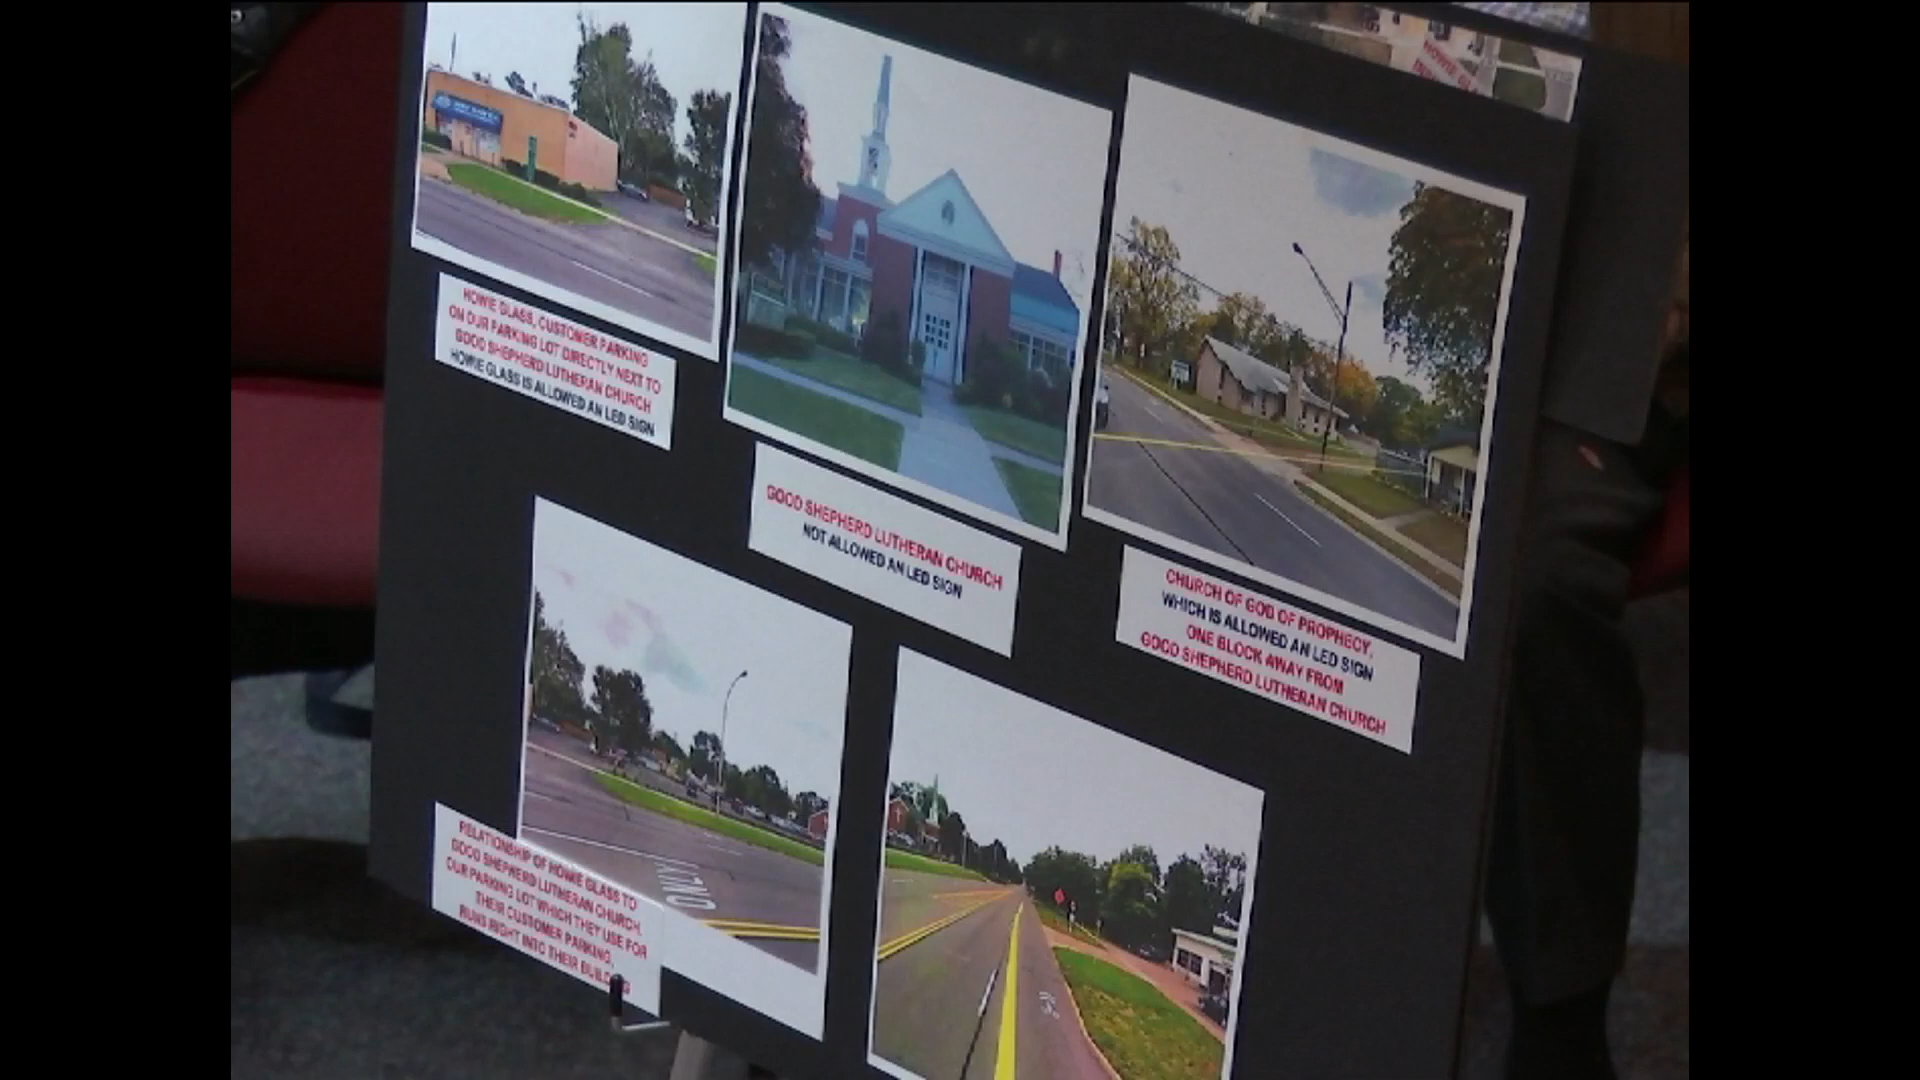 HOWIE GLASS, CUSTOMER PARKING
ON OUR PARKING LOT DIRECTLY NEXT TO
GOOD SHEPHERD LUTHERAN CHURCH
HOWIE GLASS IS ALLOWED AN LED SIGN
GOOD SHEPHERD LUTHERAN CHURCH
NOT ALLOWED AN LED SIGN
CHURCH OF GOD OF PROPHECY,
WHICH IS ALLOWED AN LED SIGN
ONE BLOCK AWAY FROM
GOOD SHEPHERD LUTHERAN CHURCH
RELATIONSHIP OF HOWIE GLASS TO
GOOD SHEPHERD LUTHERAN CHURCH.
OUR PARKING LOT WHICH THEY USE FOR
THEIR CUSTOMER PARKING,
RUNS RIGHT INTO THEIR
ONLY